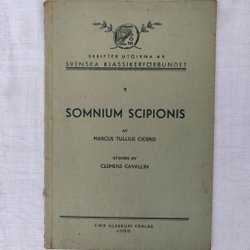 SKRIFTER UTGIVNA AV
SVENSKA KLASSIKERFÖRBUNDET
9
SOMNIUM SCIPIONIS
AV
MARCUS TULLIUS CICERO
UTGIVEN AV
CLEMENS CAVALLIN
CWK GLEERUPS FÖRLAG
LUND